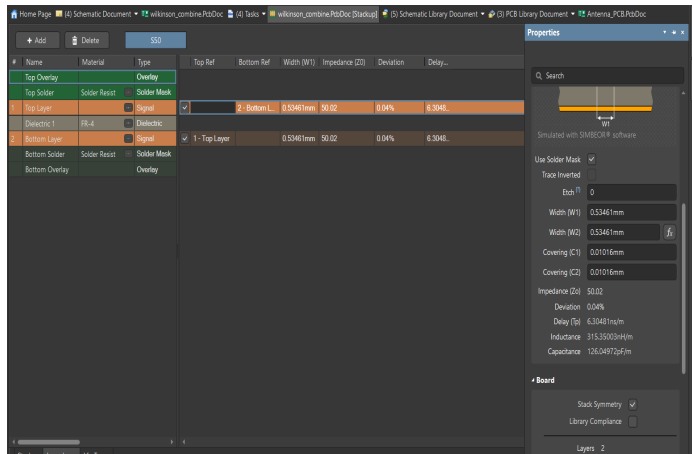 Home Page (4) Schematic Document wilkinson_combine.PcbDoc (4) Tasks wilkinson_combine.PcbDoc [Stackup] (5) Schematic Library Document (3) PCB Library Document Antenna_PCB.PcbDoc
+ Add Delete S50
Properties
# Name Material Type Top Ref Bottom Ref Width (W1) Impedance (Z0) Deviation Delay...
Search
Top Overlay Overlay
Top Solder Solder Resist Solder Mask
1 Top Layer Signal 2 - Bottom L... 0.53461mm 50.02 0.04% 6.3048...
Dielectric 1 FR-4 Dielectric
2 Bottom Layer Signal 1 - Top Layer 0.53461mm 50.02 0.04% 6.3048...
Bottom Solder Solder Resist Solder Mask
Bottom Overlay Overlay
W1
Simulated with SIMBEOR® software
Use Solder Mask
Trace Inverted
Etch [?] 0
Width (W1) 0.53461mm
Width (W2) 0.53461mm fx
Covering (C1) 0.01016mm
Covering (C2) 0.01016mm
Impedance (Zo) 50.02
Deviation 0.04%
Delay (Tp) 6.30481ns/m
Inductance 315.35003nH/m
Capacitance 126.04972pF/m
Board
Stack Symmetry
Library Compliance
Layers 2